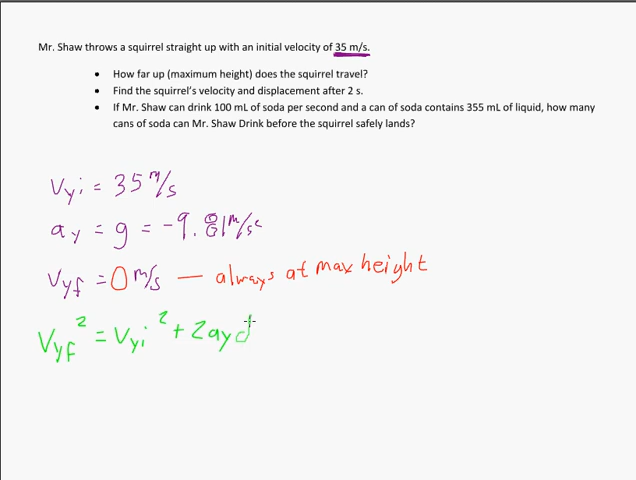 Mr. Shaw throws a squirrel straight up with an initial velocity of 35 m/s.
• How far up (maximum height) does the squirrel travel?
• Find the squirrel's velocity and displacement after 2 s.
• If Mr. Shaw can drink 100 mL of soda per second and a can of soda contains 355 mL of liquid, how many
cans of soda can Mr. Shaw Drink before the squirrel safely lands?
Vyi = 35 m/s
ay = g = -9.81 m/s²
Vyf = 0 m/s — always at max height
Vyf² = Vyi² + 2ayd